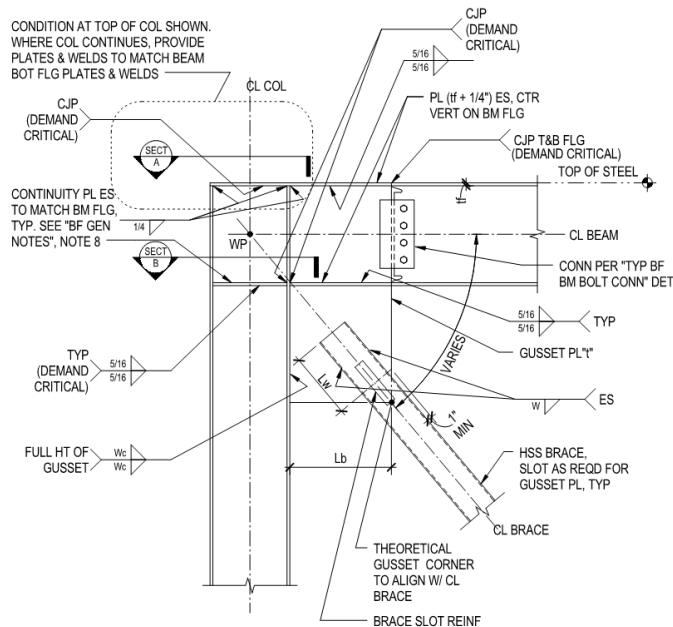 CONDITION AT TOP OF COL SHOWN.
WHERE COL CONTINUES, PROVIDE
PLATES & WELDS TO MATCH BEAM
BOT FLG PLATES & WELDS
CL COL
CJP
(DEMAND
CRITICAL)
5/16
5/16
CJP
(DEMAND
CRITICAL)
PL (tf + 1/4") ES, CTR
VERT ON BM FLG
CJP T&B FLG
(DEMAND CRITICAL)
TOP OF STEEL
SECT
A
tf
CONTINUITY PL ES
TO MATCH BM FLG,
TYP. SEE "BF GEN
NOTES", NOTE 8
1/4
WP
CL BEAM
SECT
B
CONN PER "TYP BF
BM BOLT CONN" DET
5/16
5/16
TYP
GUSSET PL"t"
VARIES
TYP
(DEMAND
CRITICAL)
5/16
5/16
Lw
W
ES
1"
MIN
FULL HT OF
GUSSET
Wc
Wc
Lb
HSS BRACE,
SLOT AS REQD FOR
GUSSET PL, TYP
CL BRACE
THEORETICAL
GUSSET CORNER
TO ALIGN W/ CL
BRACE
BRACE SLOT REINF